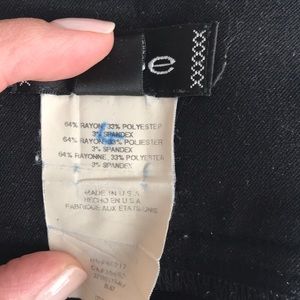 e
64% RAYON, 33% POLYESTER
3% SPANDEX
64% RAYON, 33% POLYESTER
3% SPANDEX
64% RAYONNE, 33% POLYESTER
3% SPANDEX
MADE IN U.S.A
HECHO EN U.S.A
FABRIQUE AUX ETATS UNIS